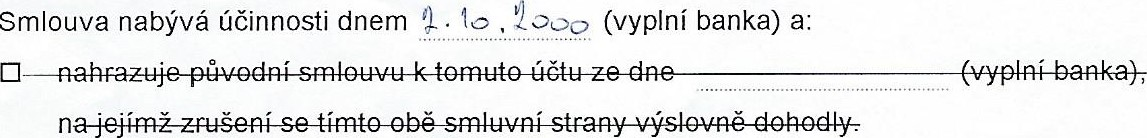 Smlouva nabývá účinnosti dnem 2.10.2000 (vyplní banka) a:
☐ nahrazuje původní smlouvu k tomuto účtu ze dne (vyplní banka),
na jejímž zrušení se tímto obě smluvní strany výslovně dohodly.